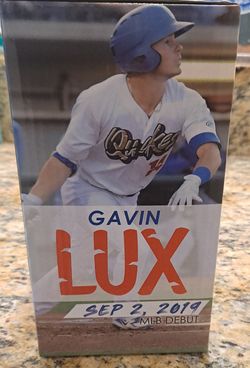 Quakes
GAVIN
LUX
SEP 2, 2019
MLB DEBUT